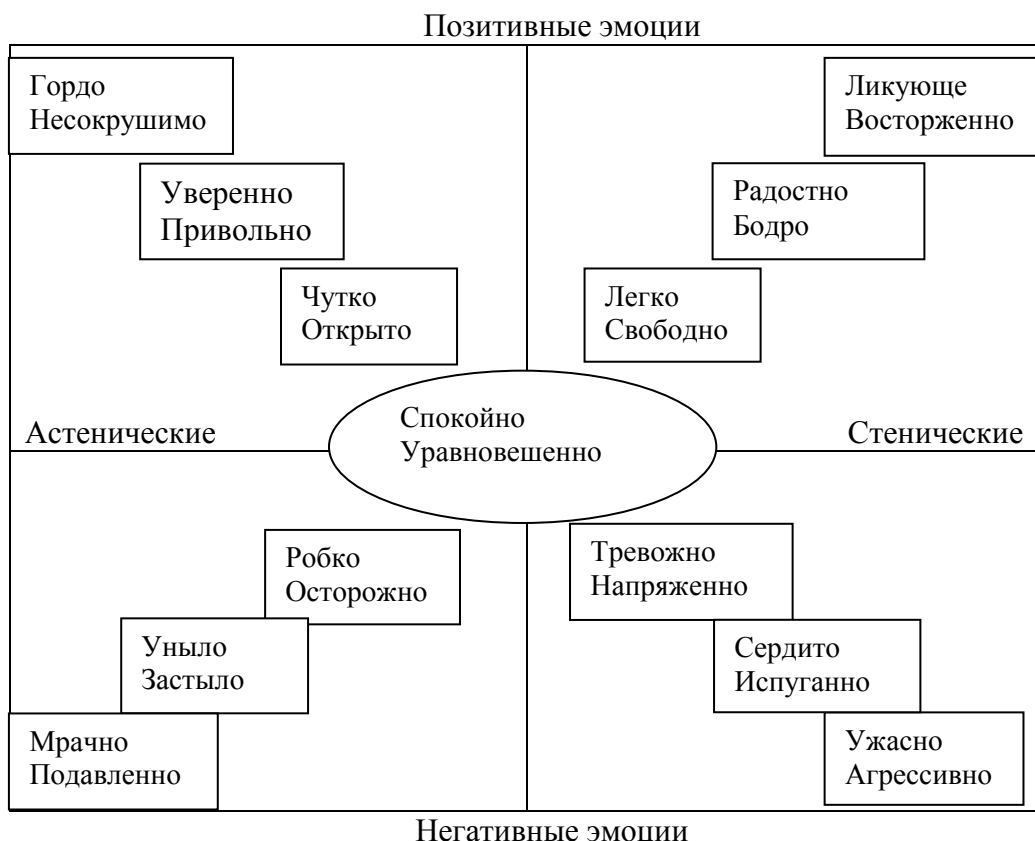 Позитивные эмоции
Гордо
Несокрушимо
Ликующе
Восторженно
Уверенно
Привольно
Радостно
Бодро
Чутко
Открыто
Легко
Свободно
Спокойно
Уравновешенно
Астенические
Стенические
Робко
Осторожно
Тревожно
Напряженно
Уныло
Застыло
Сердито
Испуганно
Мрачно
Подавленно
Ужасно
Агрессивно
Негативные эмоции